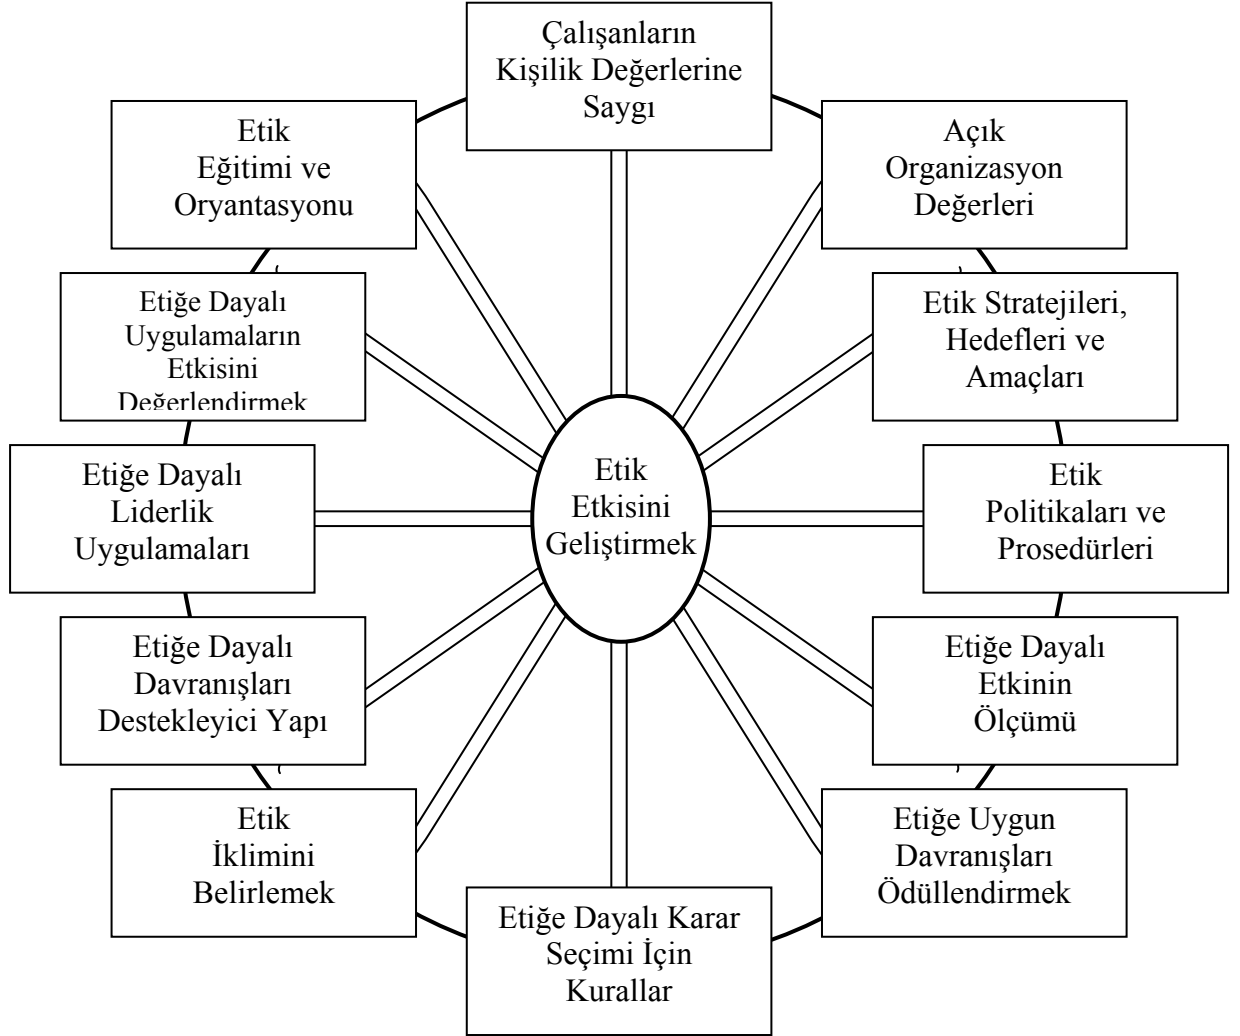 Çalışanların
Kişilik Değerlerine
Saygı
Etik
Eğitimi ve
Oryantasyonu
Açık
Organizasyon
Değerleri
Etiğe Dayalı
Uygulamaların
Etkisini
Değerlendirmek
Etik Stratejileri,
Hedefleri ve
Amaçları
Etiğe Dayalı
Liderlik
Uygulamaları
Etik
Etkisini
Geliştirmek
Etik
Politikaları ve
Prosedürleri
Etiğe Dayalı
Davranışları
Destekleyici Yapı
Etiğe Dayalı
Etkinin
Ölçümü
Etik
İklimini
Belirlemek
Etiğe Uygun
Davranışları
Ödüllendirmek
Etiğe Dayalı Karar
Seçimi İçin
Kurallar